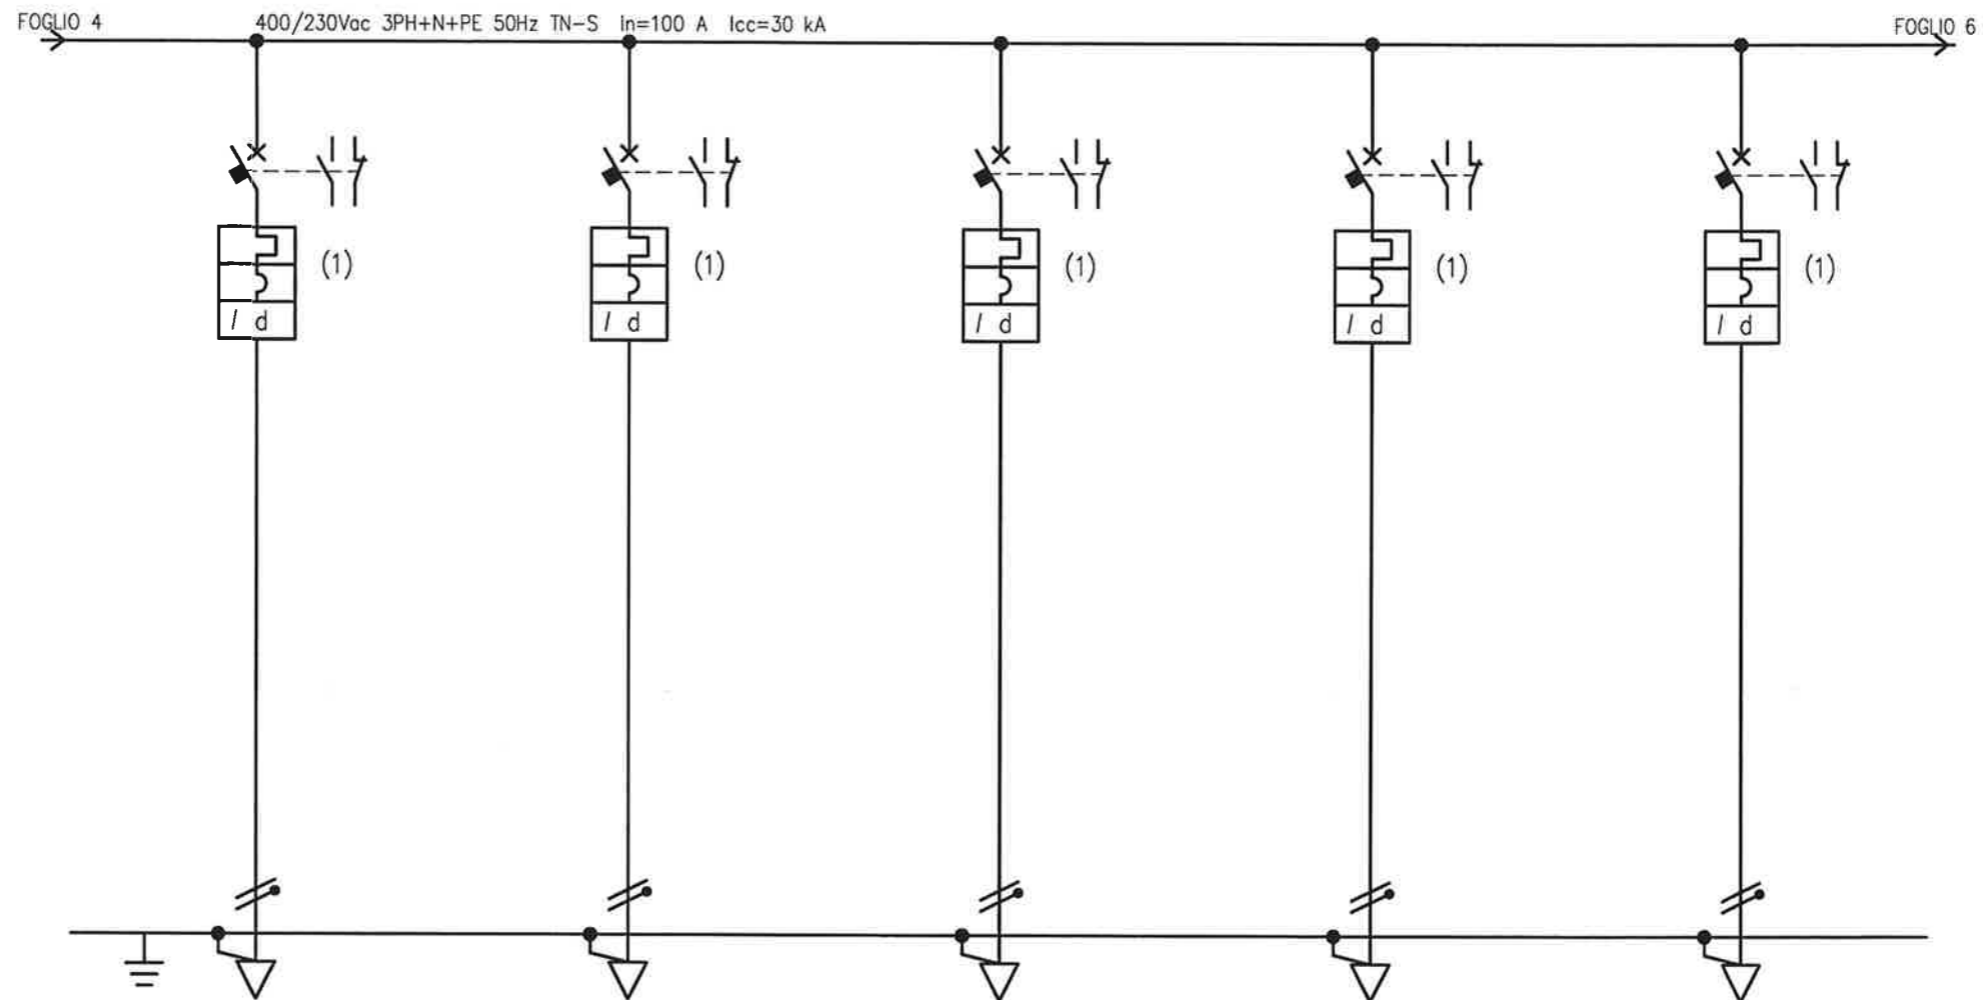 FOGLIO 4
400/230Vac 3PH+N+PE 50Hz TN-S In=100 A Icc=30 kA
FOGLIO 6
(1)
(1)
(1)
(1)
(1)
I d
I d
I d
I d
I d